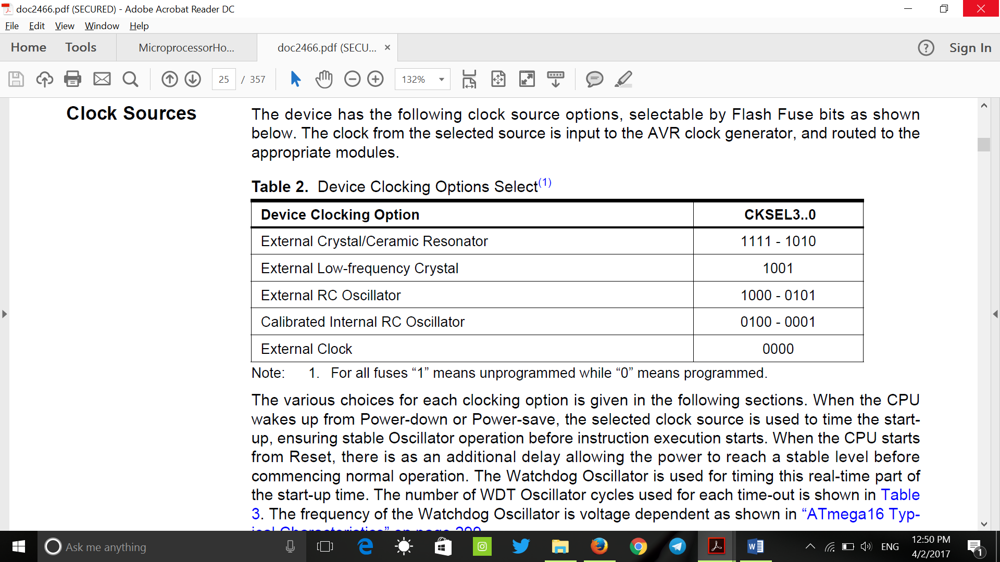 doc2466.pdf (SECURED) - Adobe Acrobat Reader DC
File Edit View Window Help
Home Tools MicroprocessorHo... doc2466.pdf (SECU... × ? Sign In
25 / 357 132%
Clock Sources
The device has the following clock source options, selectable by Flash Fuse bits as shown
below. The clock from the selected source is input to the AVR clock generator, and routed to the
appropriate modules.
Table 2. Device Clocking Options Select(1)
Device Clocking Option CKSEL3..0
External Crystal/Ceramic Resonator 1111 - 1010
External Low-frequency Crystal 1001
External RC Oscillator 1000 - 0101
Calibrated Internal RC Oscillator 0100 - 0001
External Clock 0000
Note: 1. For all fuses “1” means unprogrammed while “0” means programmed.
The various choices for each clocking option is given in the following sections. When the CPU
wakes up from Power-down or Power-save, the selected clock source is used to time the start-
up, ensuring stable Oscillator operation before instruction execution starts. When the CPU starts
from Reset, there is as an additional delay allowing the power to reach a stable level before
commencing normal operation. The Watchdog Oscillator is used for timing this real-time part of
the start-up time. The number of WDT Oscillator cycles used for each time-out is shown in Table
3. The frequency of the Watchdog Oscillator is voltage dependent as shown in “ATmega16 Typ-
ical Characteristics” on page 299
Ask me anything
ENG
12:50 PM
4/2/2017
1